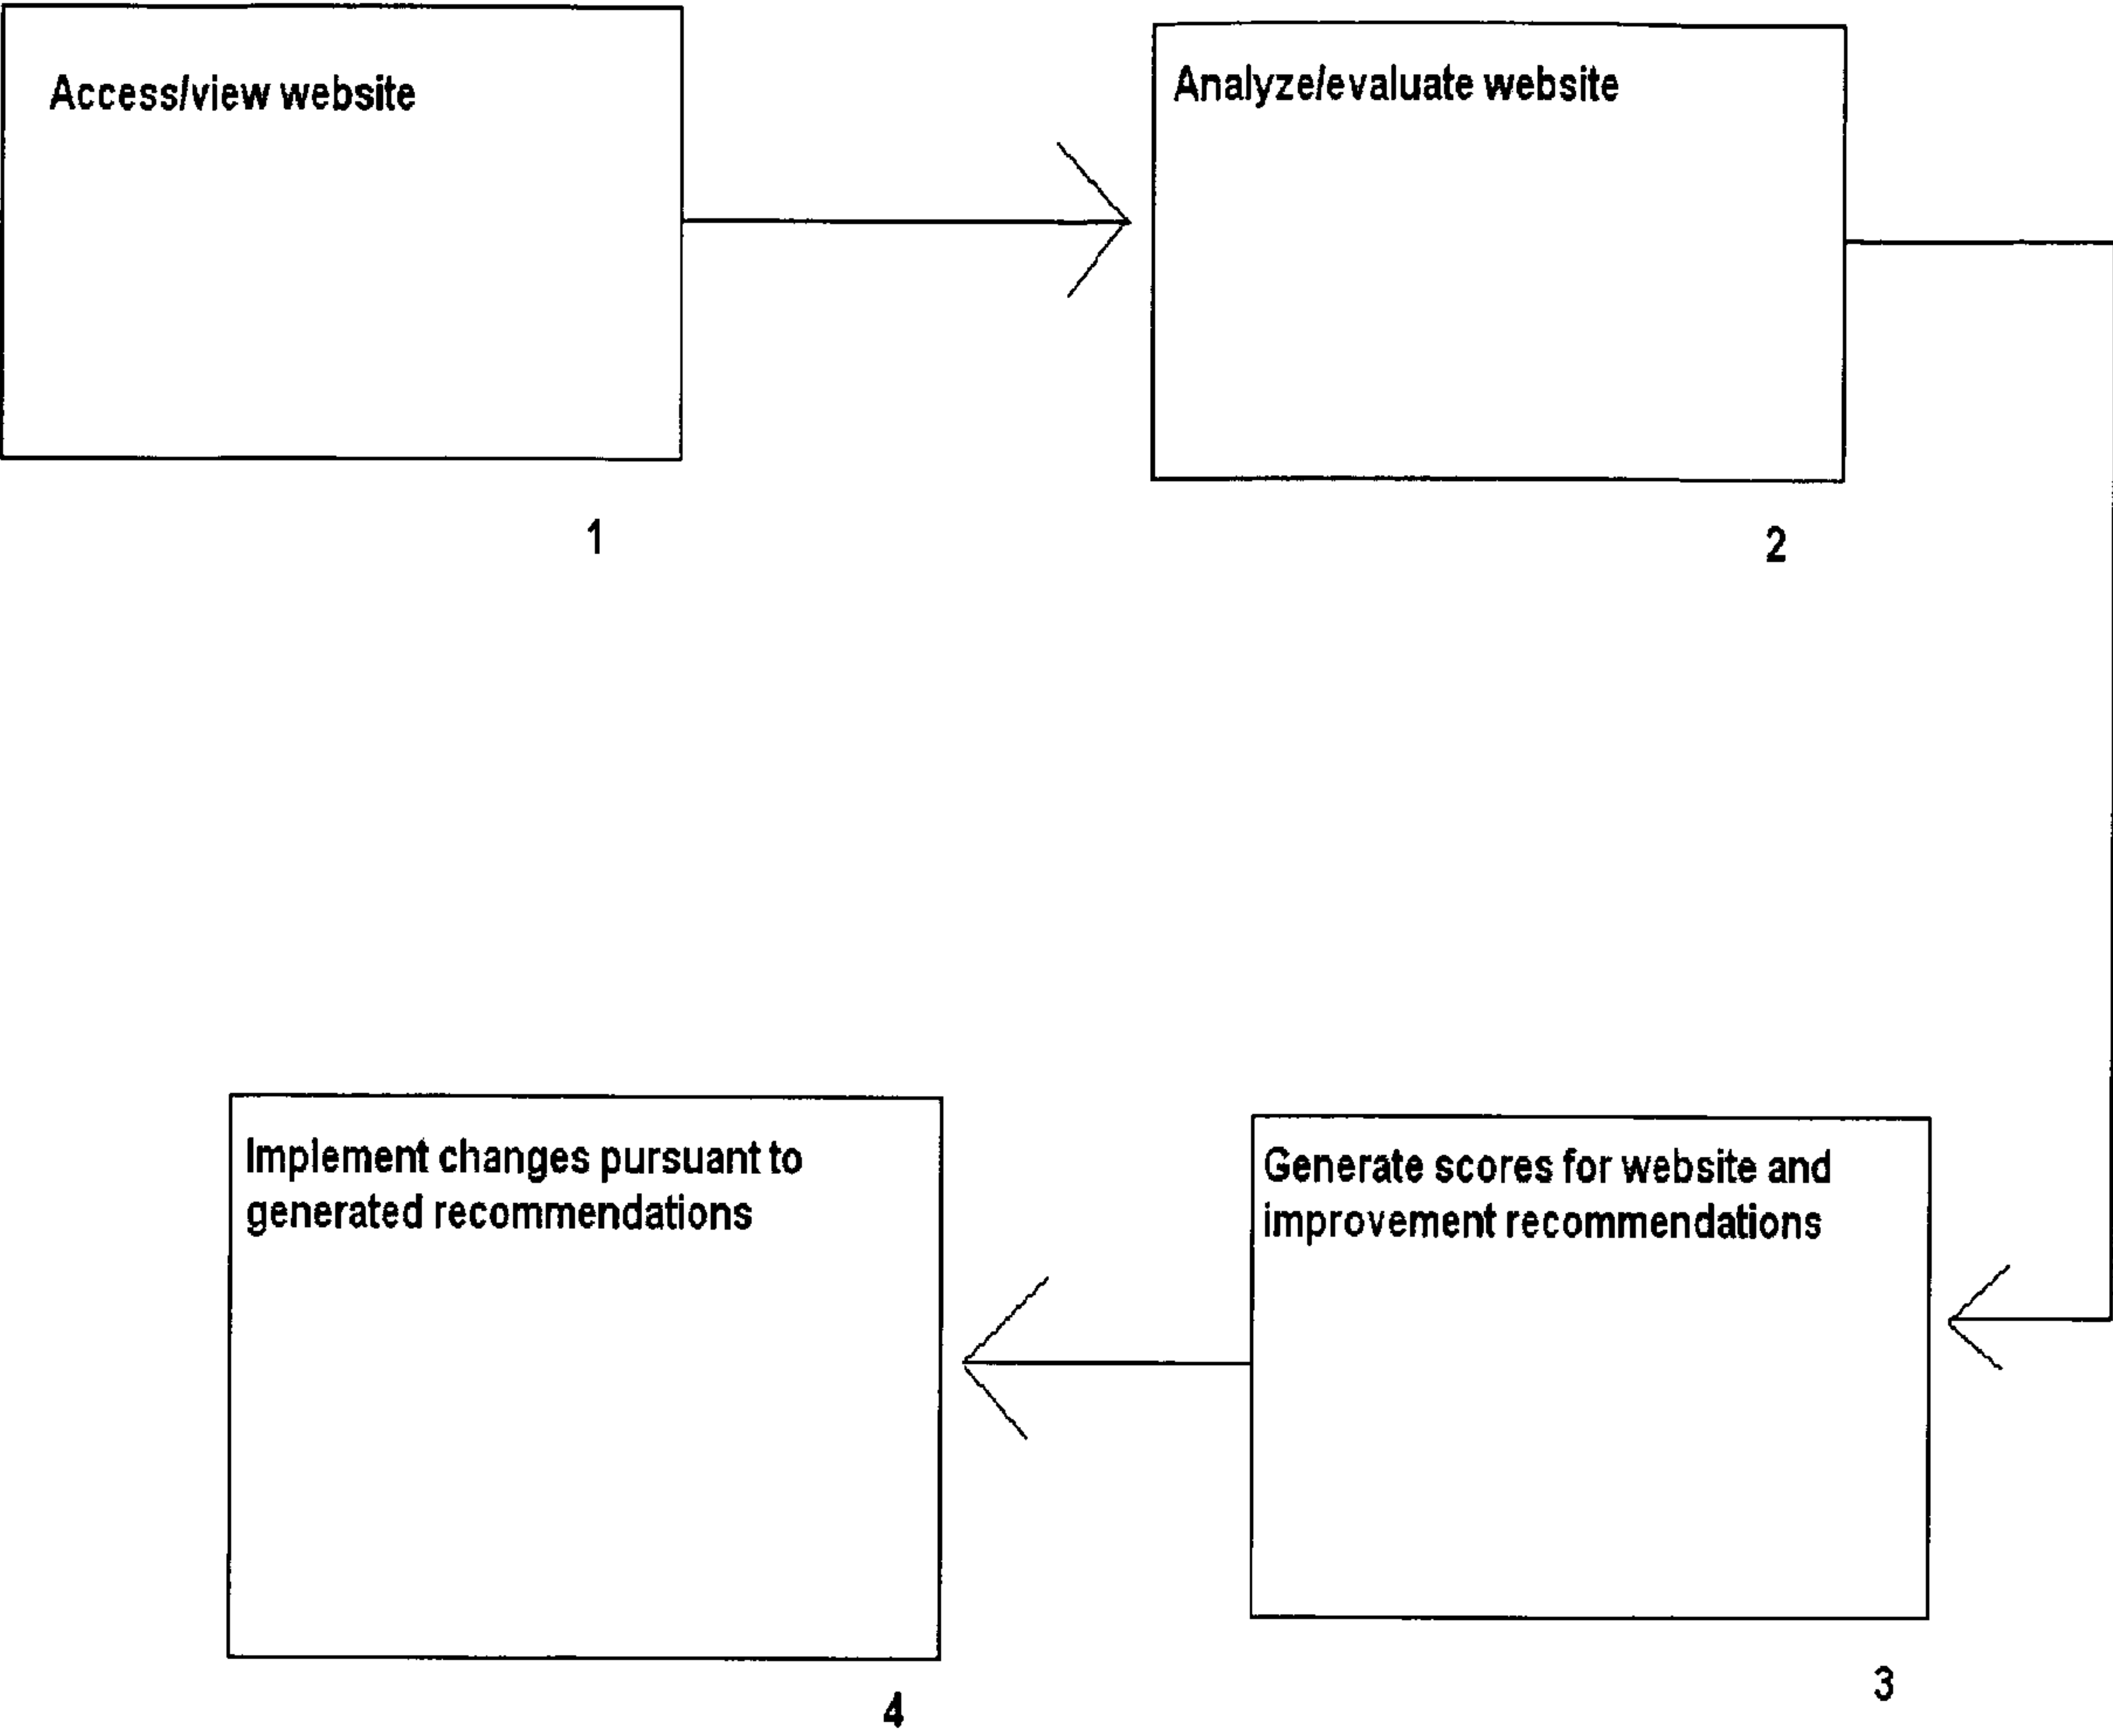 Access/view website
1
Analyze/evaluate website
2
Generate scores for website and
improvement recommendations
3
Implement changes pursuant to
generated recommendations
4